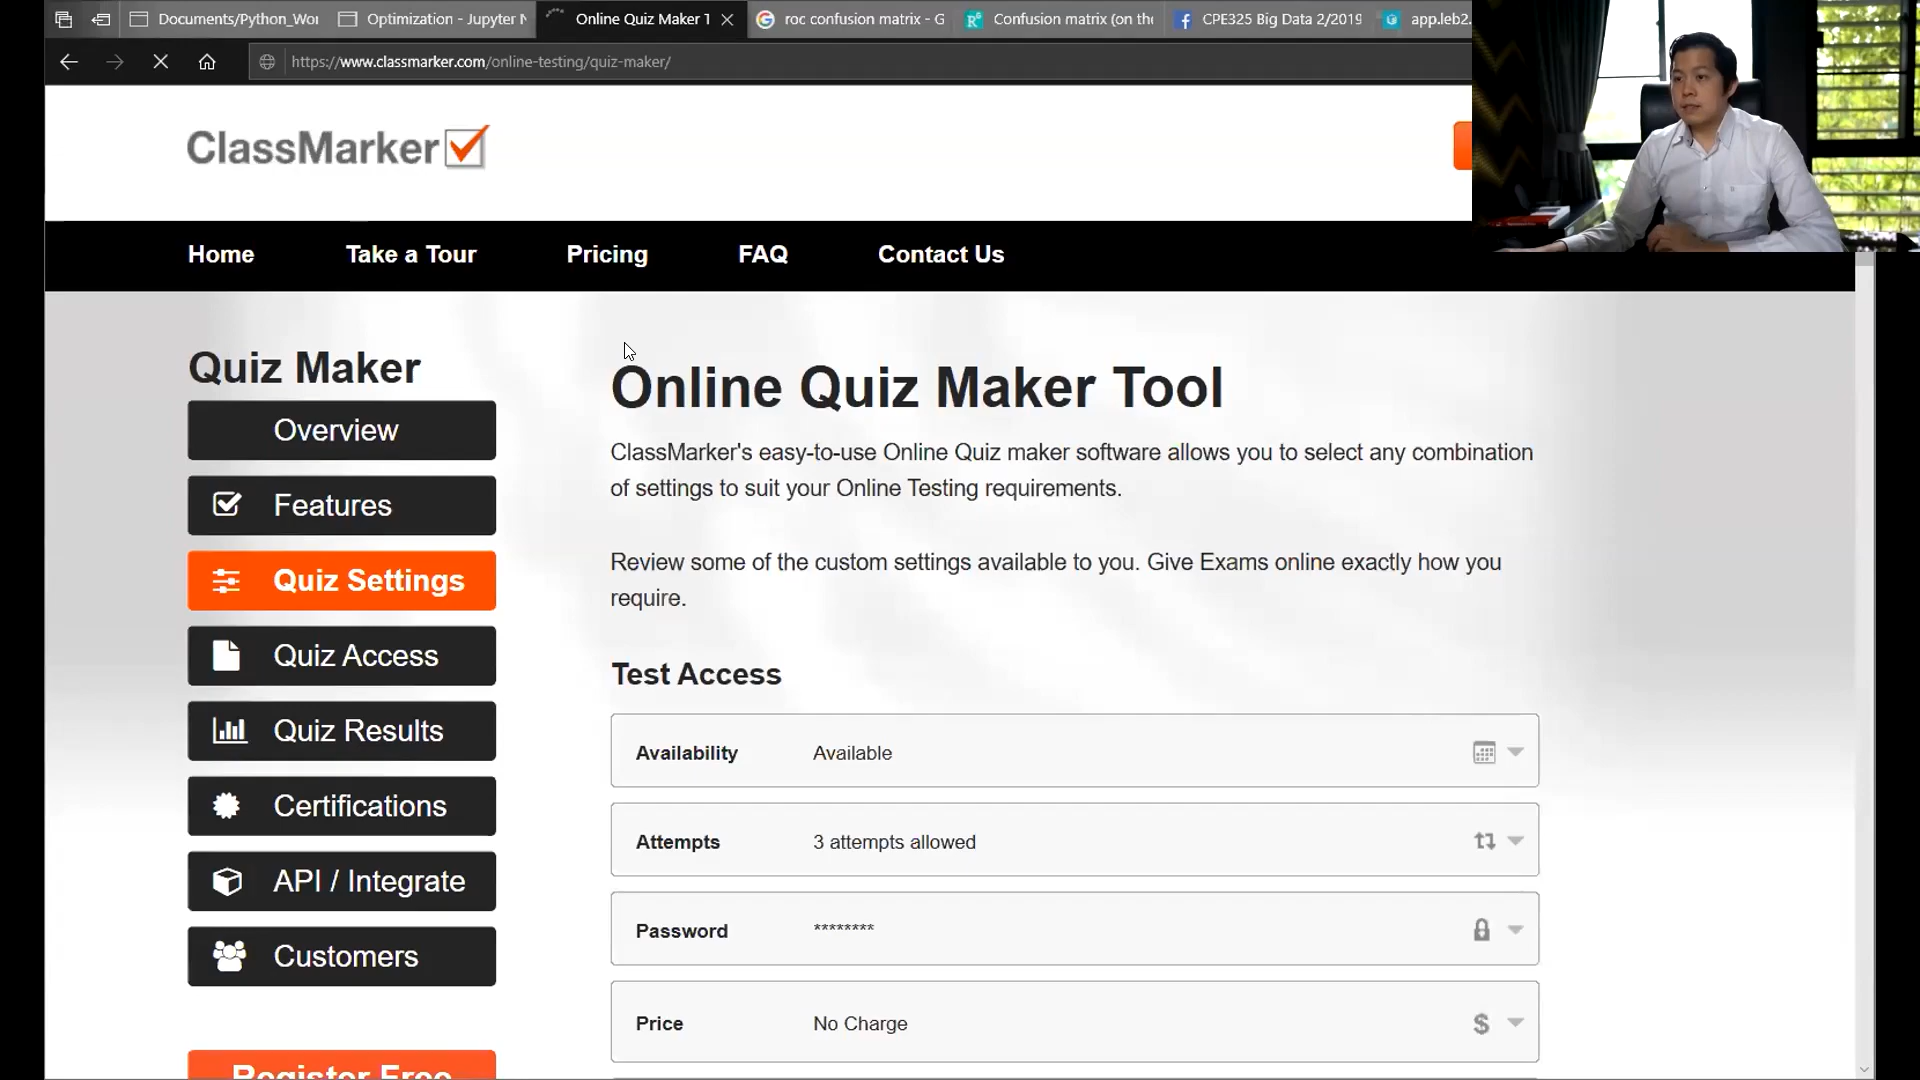 Documents/Python_Wor
Optimization - Jupyter N
Online Quiz Maker T
roc confusion matrix - G
Confusion matrix (on the
CPE325 Big Data 2/2019
app.leb2.
https://www.classmarker.com/online-testing/quiz-maker/
ClassMarker
Home Take a Tour Pricing FAQ Contact Us
Quiz Maker
Overview
Features
Quiz Settings
Quiz Access
Quiz Results
Certifications
API / Integrate
Customers
Register Free
Online Quiz Maker Tool
ClassMarker's easy-to-use Online Quiz maker software allows you to select any combination
of settings to suit your Online Testing requirements.
Review some of the custom settings available to you. Give Exams online exactly how you
require.
Test Access
Availability Available
Attempts 3 attempts allowed
Password ********
Price No Charge